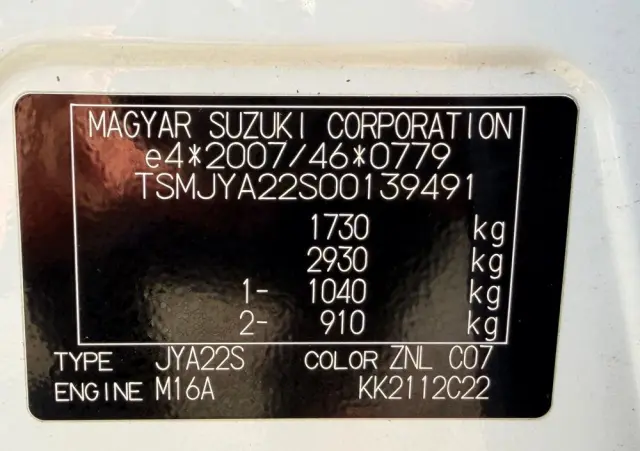 MAGYAR SUZUKI CORPORATION
e4*2007/46*0779
TSMJYA22S00139491
1730 kg
2930 kg
1- 1040 kg
2- 910 kg
TYPE JYA22S COLOR ZNL C07
ENGINE M16A KK2112C22